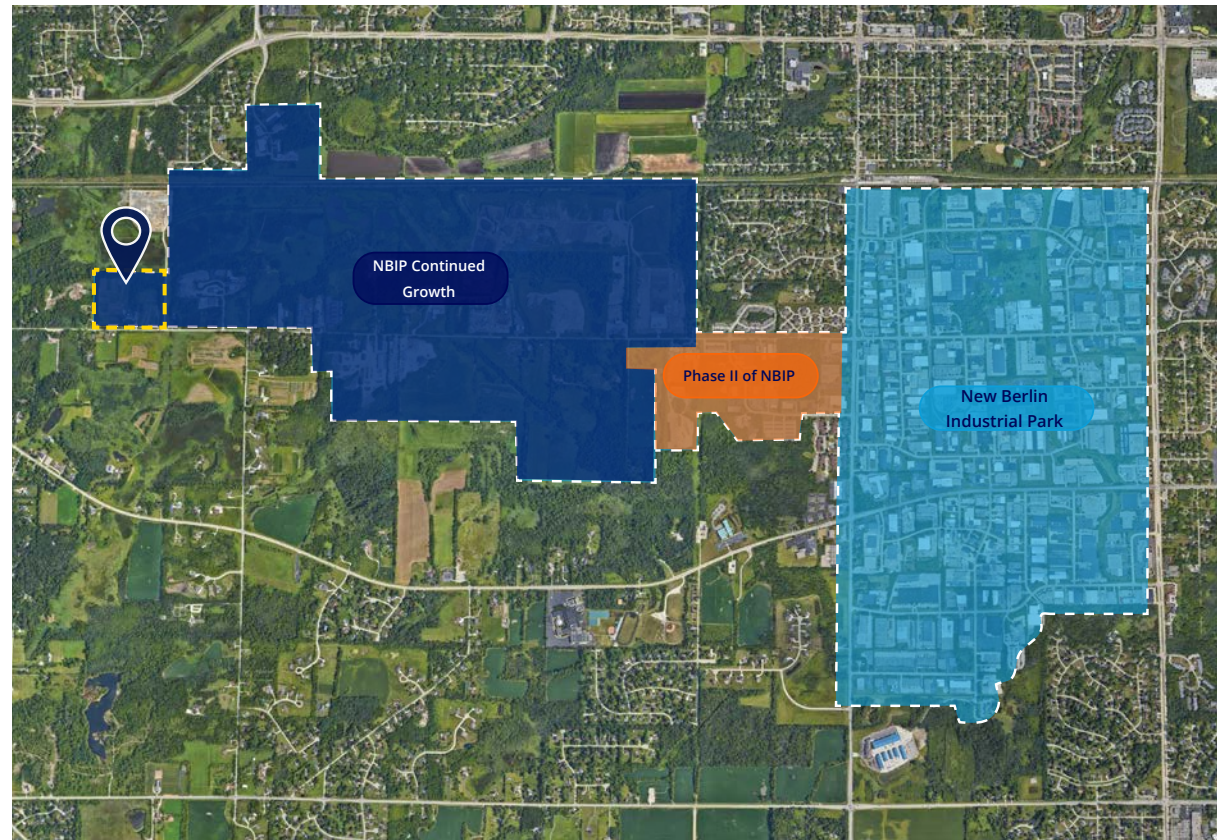 NBIP Continued
Growth
Phase II of NBIP
New Berlin
Industrial Park